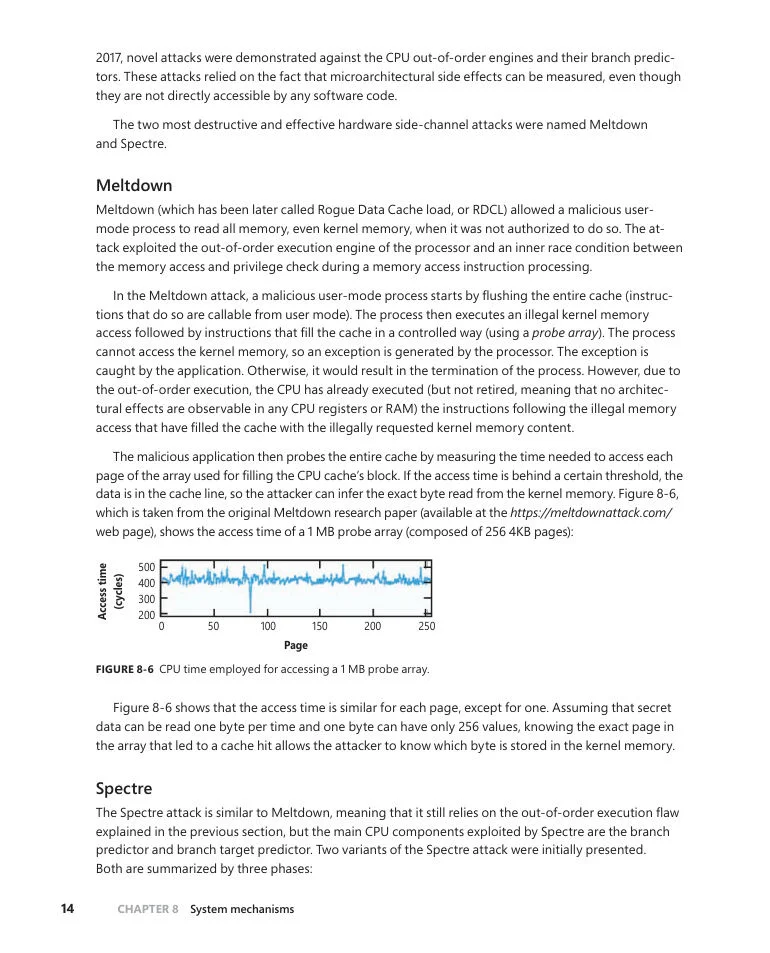 2017, novel attacks were demonstrated against the CPU out-of-order engines and their branch predic-
tors. These attacks relied on the fact that microarchitectural side effects can be measured, even though
they are not directly accessible by any software code.
The two most destructive and effective hardware side-channel attacks were named Meltdown
and Spectre.
Meltdown
Meltdown (which has been later called Rogue Data Cache load, or RDCL) allowed a malicious user-
mode process to read all memory, even kernel memory, when it was not authorized to do so. The at-
tack exploited the out-of-order execution engine of the processor and an inner race condition between
the memory access and privilege check during a memory access instruction processing.
In the Meltdown attack, a malicious user-mode process starts by flushing the entire cache (instruc-
tions that do so are callable from user mode). The process then executes an illegal kernel memory
access followed by instructions that fill the cache in a controlled way (using a probe array). The process
cannot access the kernel memory, so an exception is generated by the processor. The exception is
caught by the application. Otherwise, it would result in the termination of the process. However, due to
the out-of-order execution, the CPU has already executed (but not retired, meaning that no architec-
tural effects are observable in any CPU registers or RAM) the instructions following the illegal memory
access that have filled the cache with the illegally requested kernel memory content.
The malicious application then probes the entire cache by measuring the time needed to access each
page of the array used for filling the CPU cache's block. If the access time is behind a certain threshold, the
data is in the cache line, so the attacker can infer the exact byte read from the kernel memory. Figure 8-6,
which is taken from the original Meltdown research paper (available at the https://meltdownattack.com/
web page), shows the access time of a 1 MB probe array (composed of 256 4KB pages):
Access time
(cycles)
500
400
300
200
0 50 100 150 200 250
Page
FIGURE 8-6 CPU time employed for accessing a 1 MB probe array.
Figure 8-6 shows that the access time is similar for each page, except for one. Assuming that secret
data can be read one byte per time and one byte can have only 256 values, knowing the exact page in
the array that led to a cache hit allows the attacker to know which byte is stored in the kernel memory.
Spectre
The Spectre attack is similar to Meltdown, meaning that it still relies on the out-of-order execution flaw
explained in the previous section, but the main CPU components exploited by Spectre are the branch
predictor and branch target predictor. Two variants of the Spectre attack were initially presented.
Both are summarized by three phases:
14 CHAPTER 8 System mechanisms